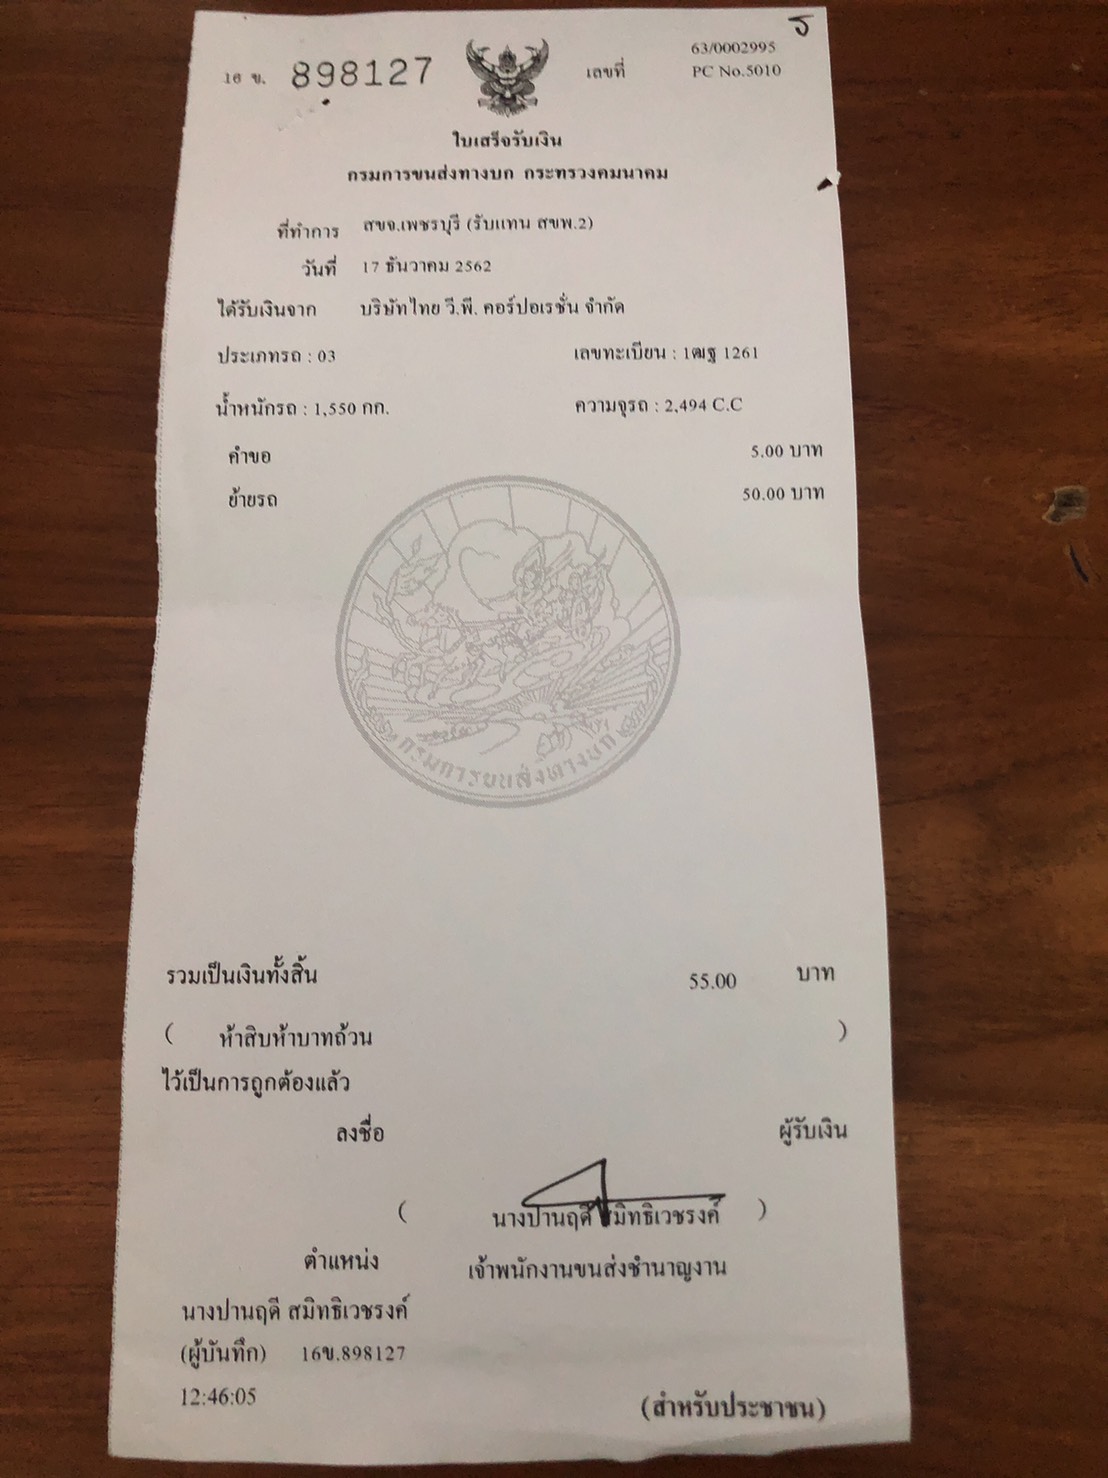 ร
16 ข. 898127 เลขที่ 63/0002995
PC No.5010
ใบเสร็จรับเงิน
กรมการขนส่งทางบก กระทรวงคมนาคม
ที่ทำการ สขจ.เพชรบุรี (รับแทน สขพ.2)
วันที่ 17 ธันวาคม 2562
ได้รับเงินจาก บริษัทไทย วี.พี. คอร์ปอเรชั่น จำกัด
ประเภทรถ : 03 เลขทะเบียน : 1ฒฐ 1261
น้ำหนักรถ : 1,550 กก. ความจุรถ : 2,494 C.C
คำขอ 5.00 บาท
ย้ายรถ 50.00 บาท
กรมการขนส่งทางบก
รวมเป็นเงินทั้งสิ้น 55.00 บาท
( ห้าสิบห้าบาทถ้วน )
ไว้เป็นการถูกต้องแล้ว
ลงชื่อ ผู้รับเงิน
( นางปานฤดี สมิทธิเวชรงค์ )
ตำแหน่ง เจ้าพนักงานขนส่งชำนาญงาน
นางปานฤดี สมิทธิเวชรงค์
(ผู้บันทึก) 16ข.898127
12:46:05
(สำหรับประชาชน)